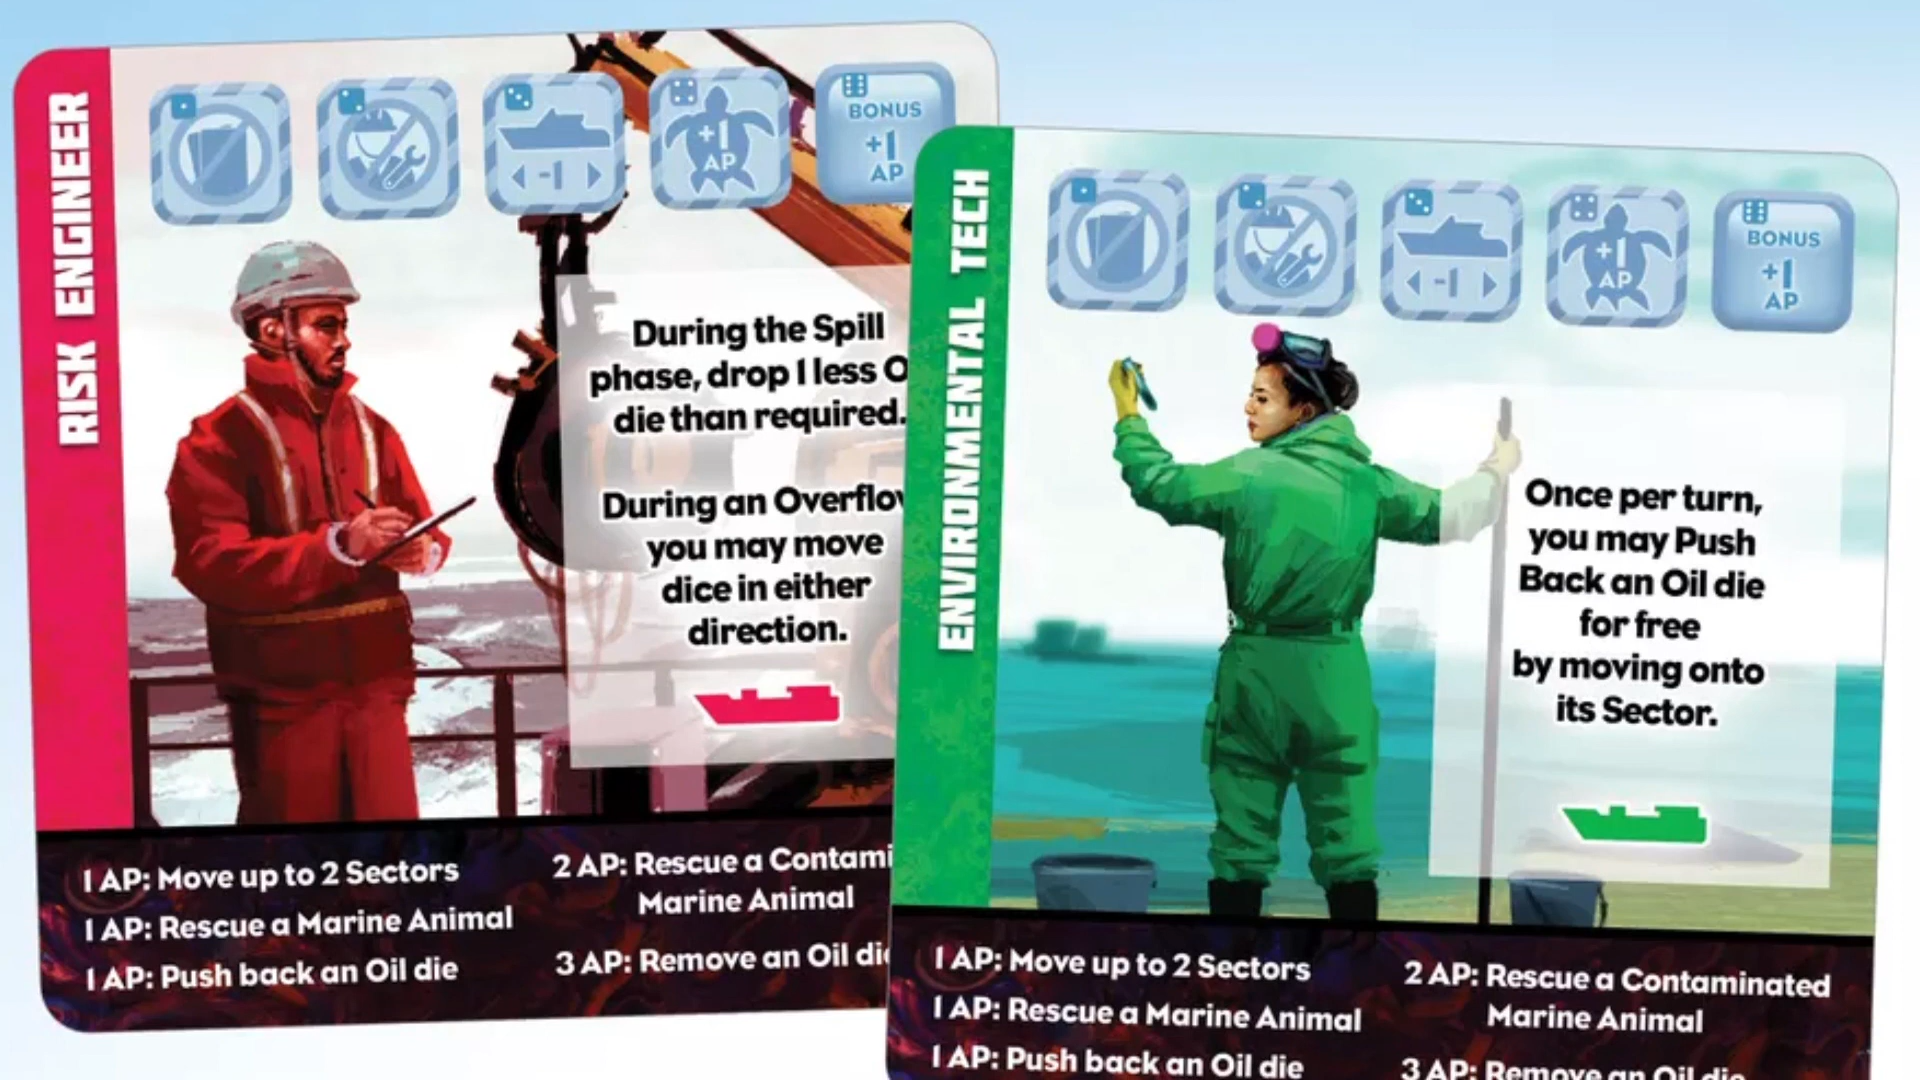 RISK ENGINEER
-1
+1
AP
BONUS
+1
AP
During the Spill
phase, drop 1 less
die than required.
During an
you may move
dice in either
direction.
1 AP: Move up to 2 Sectors
1 AP: Rescue a Marine Animal
1 AP: Push back an Oil die
2 AP: Rescue a
Marine Animal
3 AP: Remove an Oil
ENVIRONMENTAL TECH
-1
+1
AP
BONUS
+1
AP
Once per turn,
you may Push
Back an Oil die
for free
by moving onto
its Sector.
1 AP: Move up to 2 Sectors
1 AP: Rescue a Marine Animal
1 AP: Push back an Oil die
2 AP: Rescue a Contaminated
Marine Animal
3 AP: Remove an Oil die